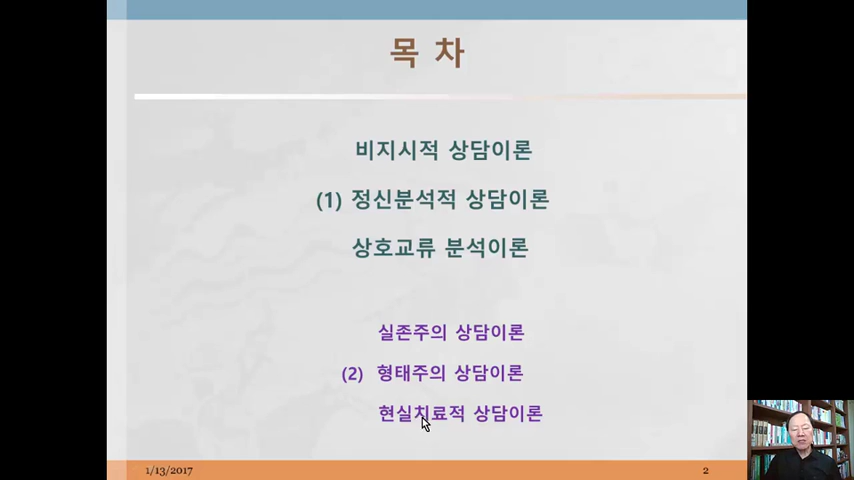 목 차
비지시적 상담이론
(1) 정신분석적 상담이론
상호교류 분석이론
실존주의 상담이론
(2) 형태주의 상담이론
현실치료적 상담이론
1/13/2017
2